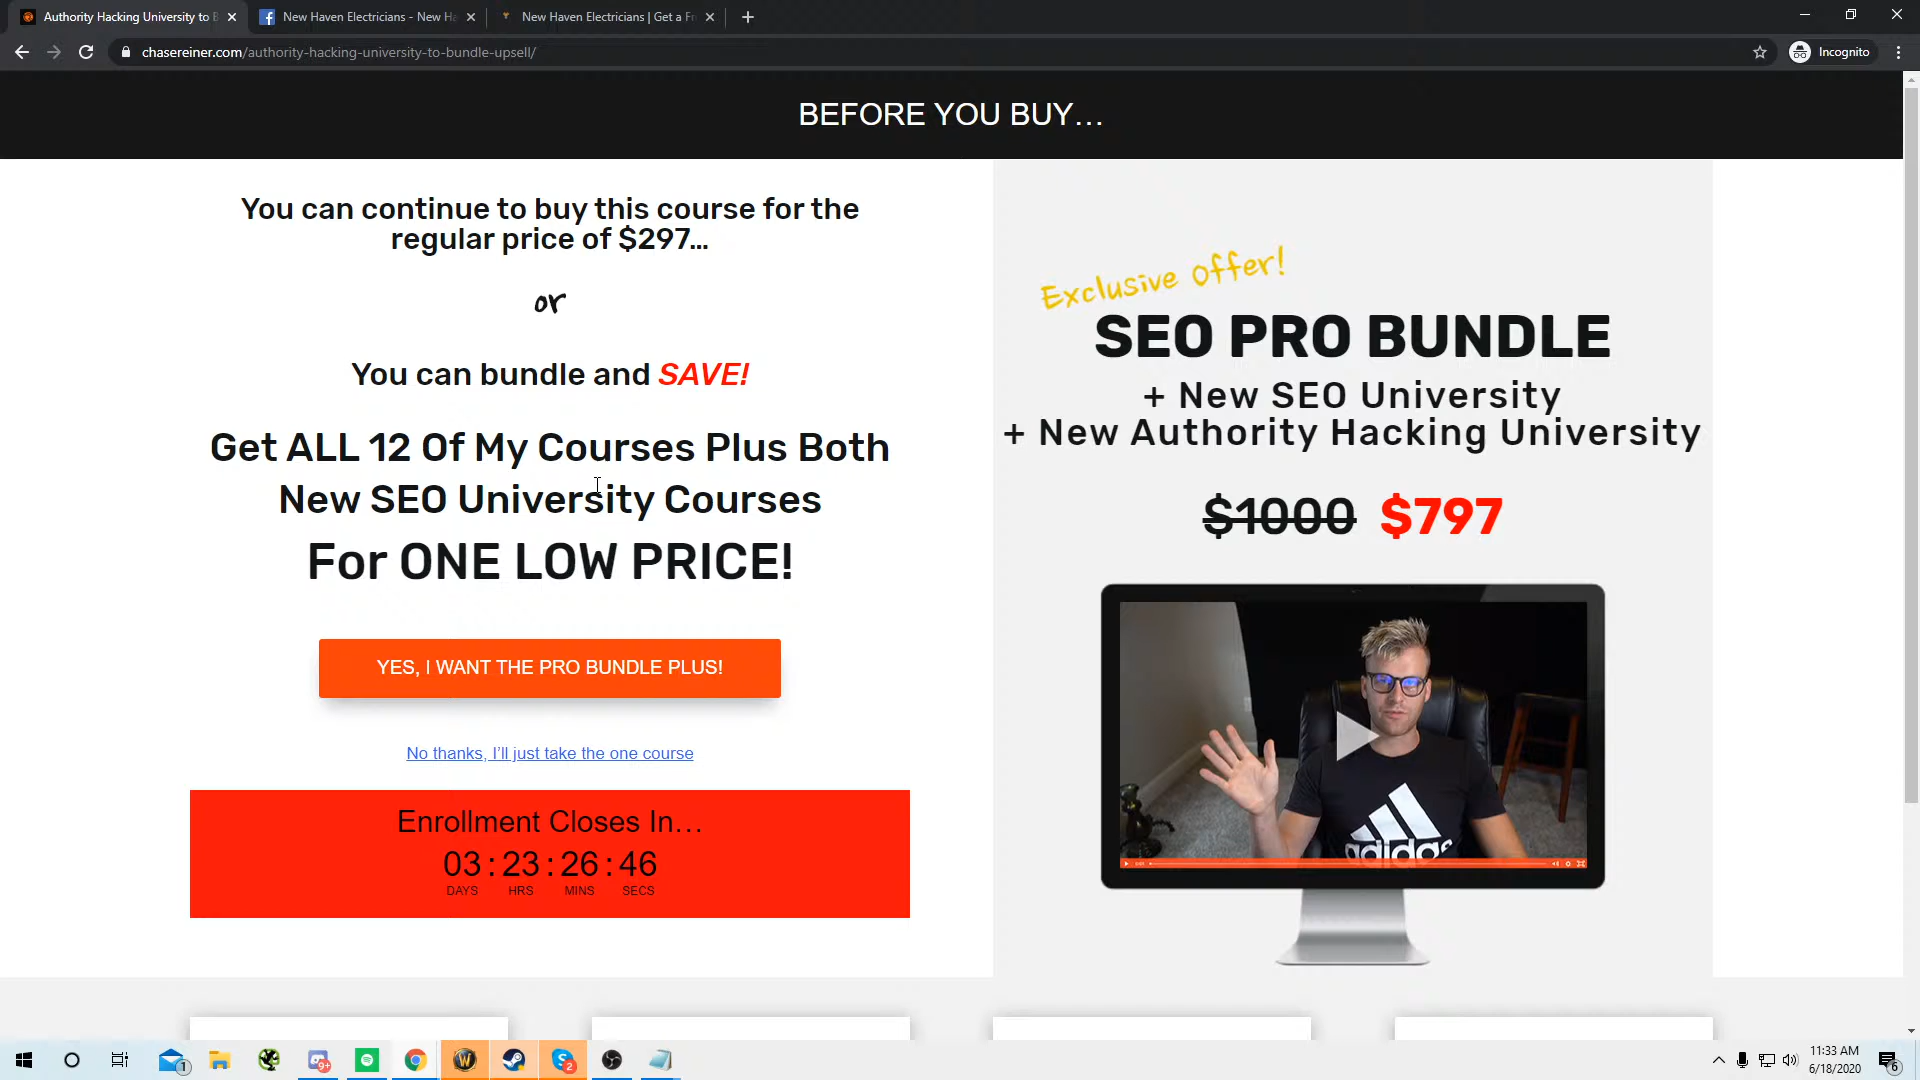 Authority Hacking University to B
New Haven Electricians - New Ha
New Haven Electricians | Get a Fr
chasereiner.com/authority-hacking-university-to-bundle-upsell/
Incognito
BEFORE YOU BUY...
You can continue to buy this course for the
regular price of $297...
or
You can bundle and SAVE!
Get ALL 12 Of My Courses Plus Both
New SEO University Courses
For ONE LOW PRICE!
YES, I WANT THE PRO BUNDLE PLUS!
No thanks, I'll just take the one course
Enrollment Closes In...
03 : 23 : 26 : 46
DAYS HRS MINS SECS
Exclusive Offer!
SEO PRO BUNDLE
+ New SEO University
+ New Authority Hacking University
$1000 $797
adidas
1
9+
2
11:33 AM
6/18/2020
6